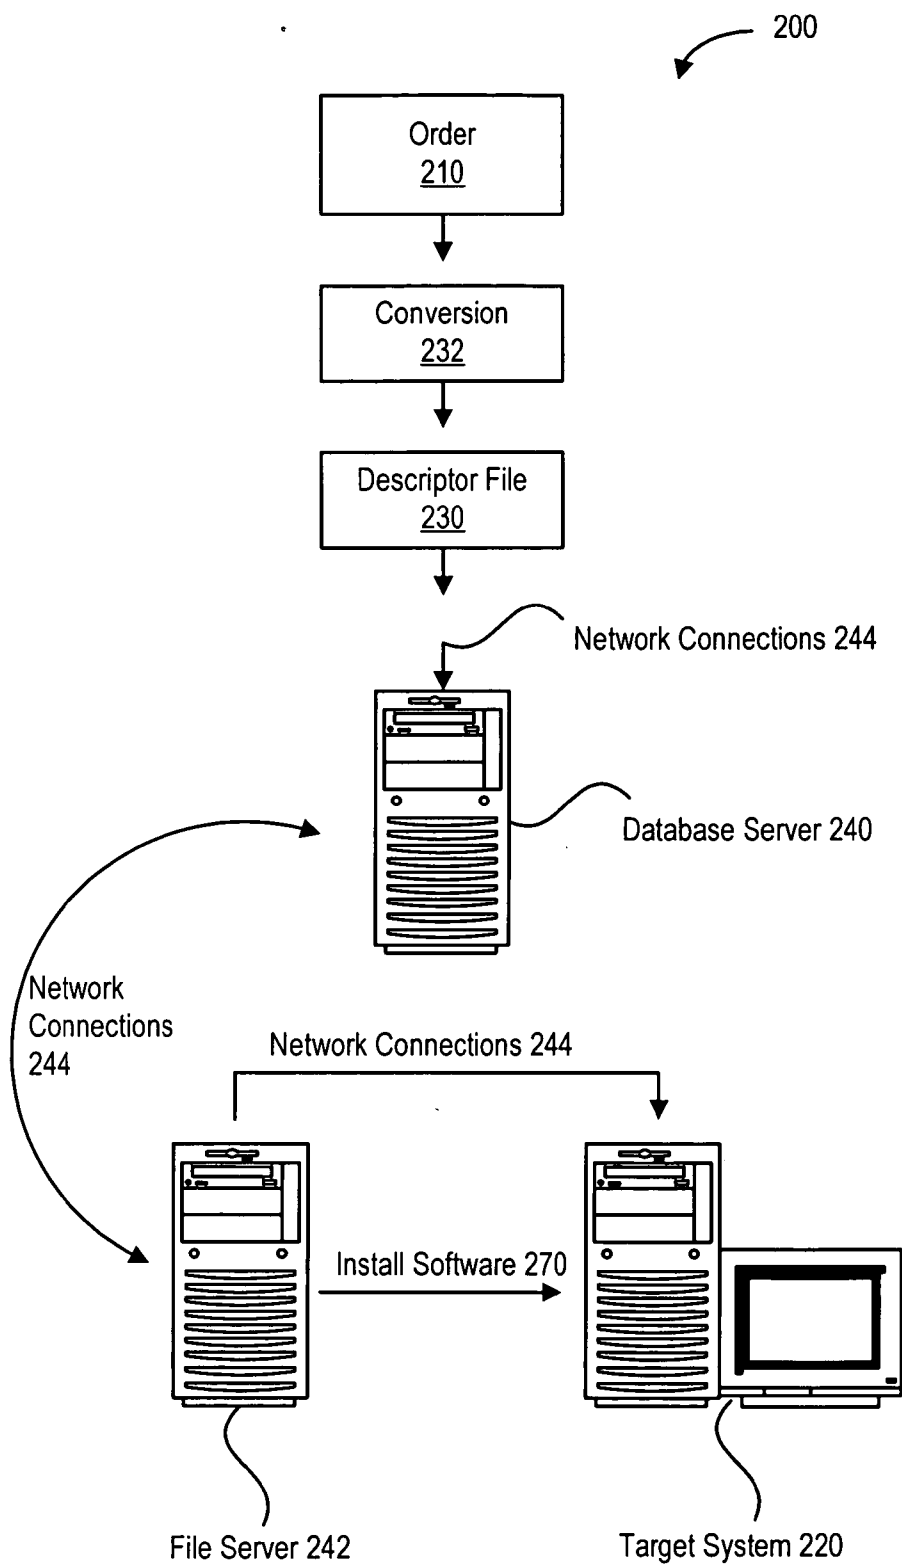 200
Order
210
Conversion
232
Descriptor File
230
Network Connections 244
Database Server 240
Network
Connections
244
Network Connections 244
Install Software 270
File Server 242
Target System 220